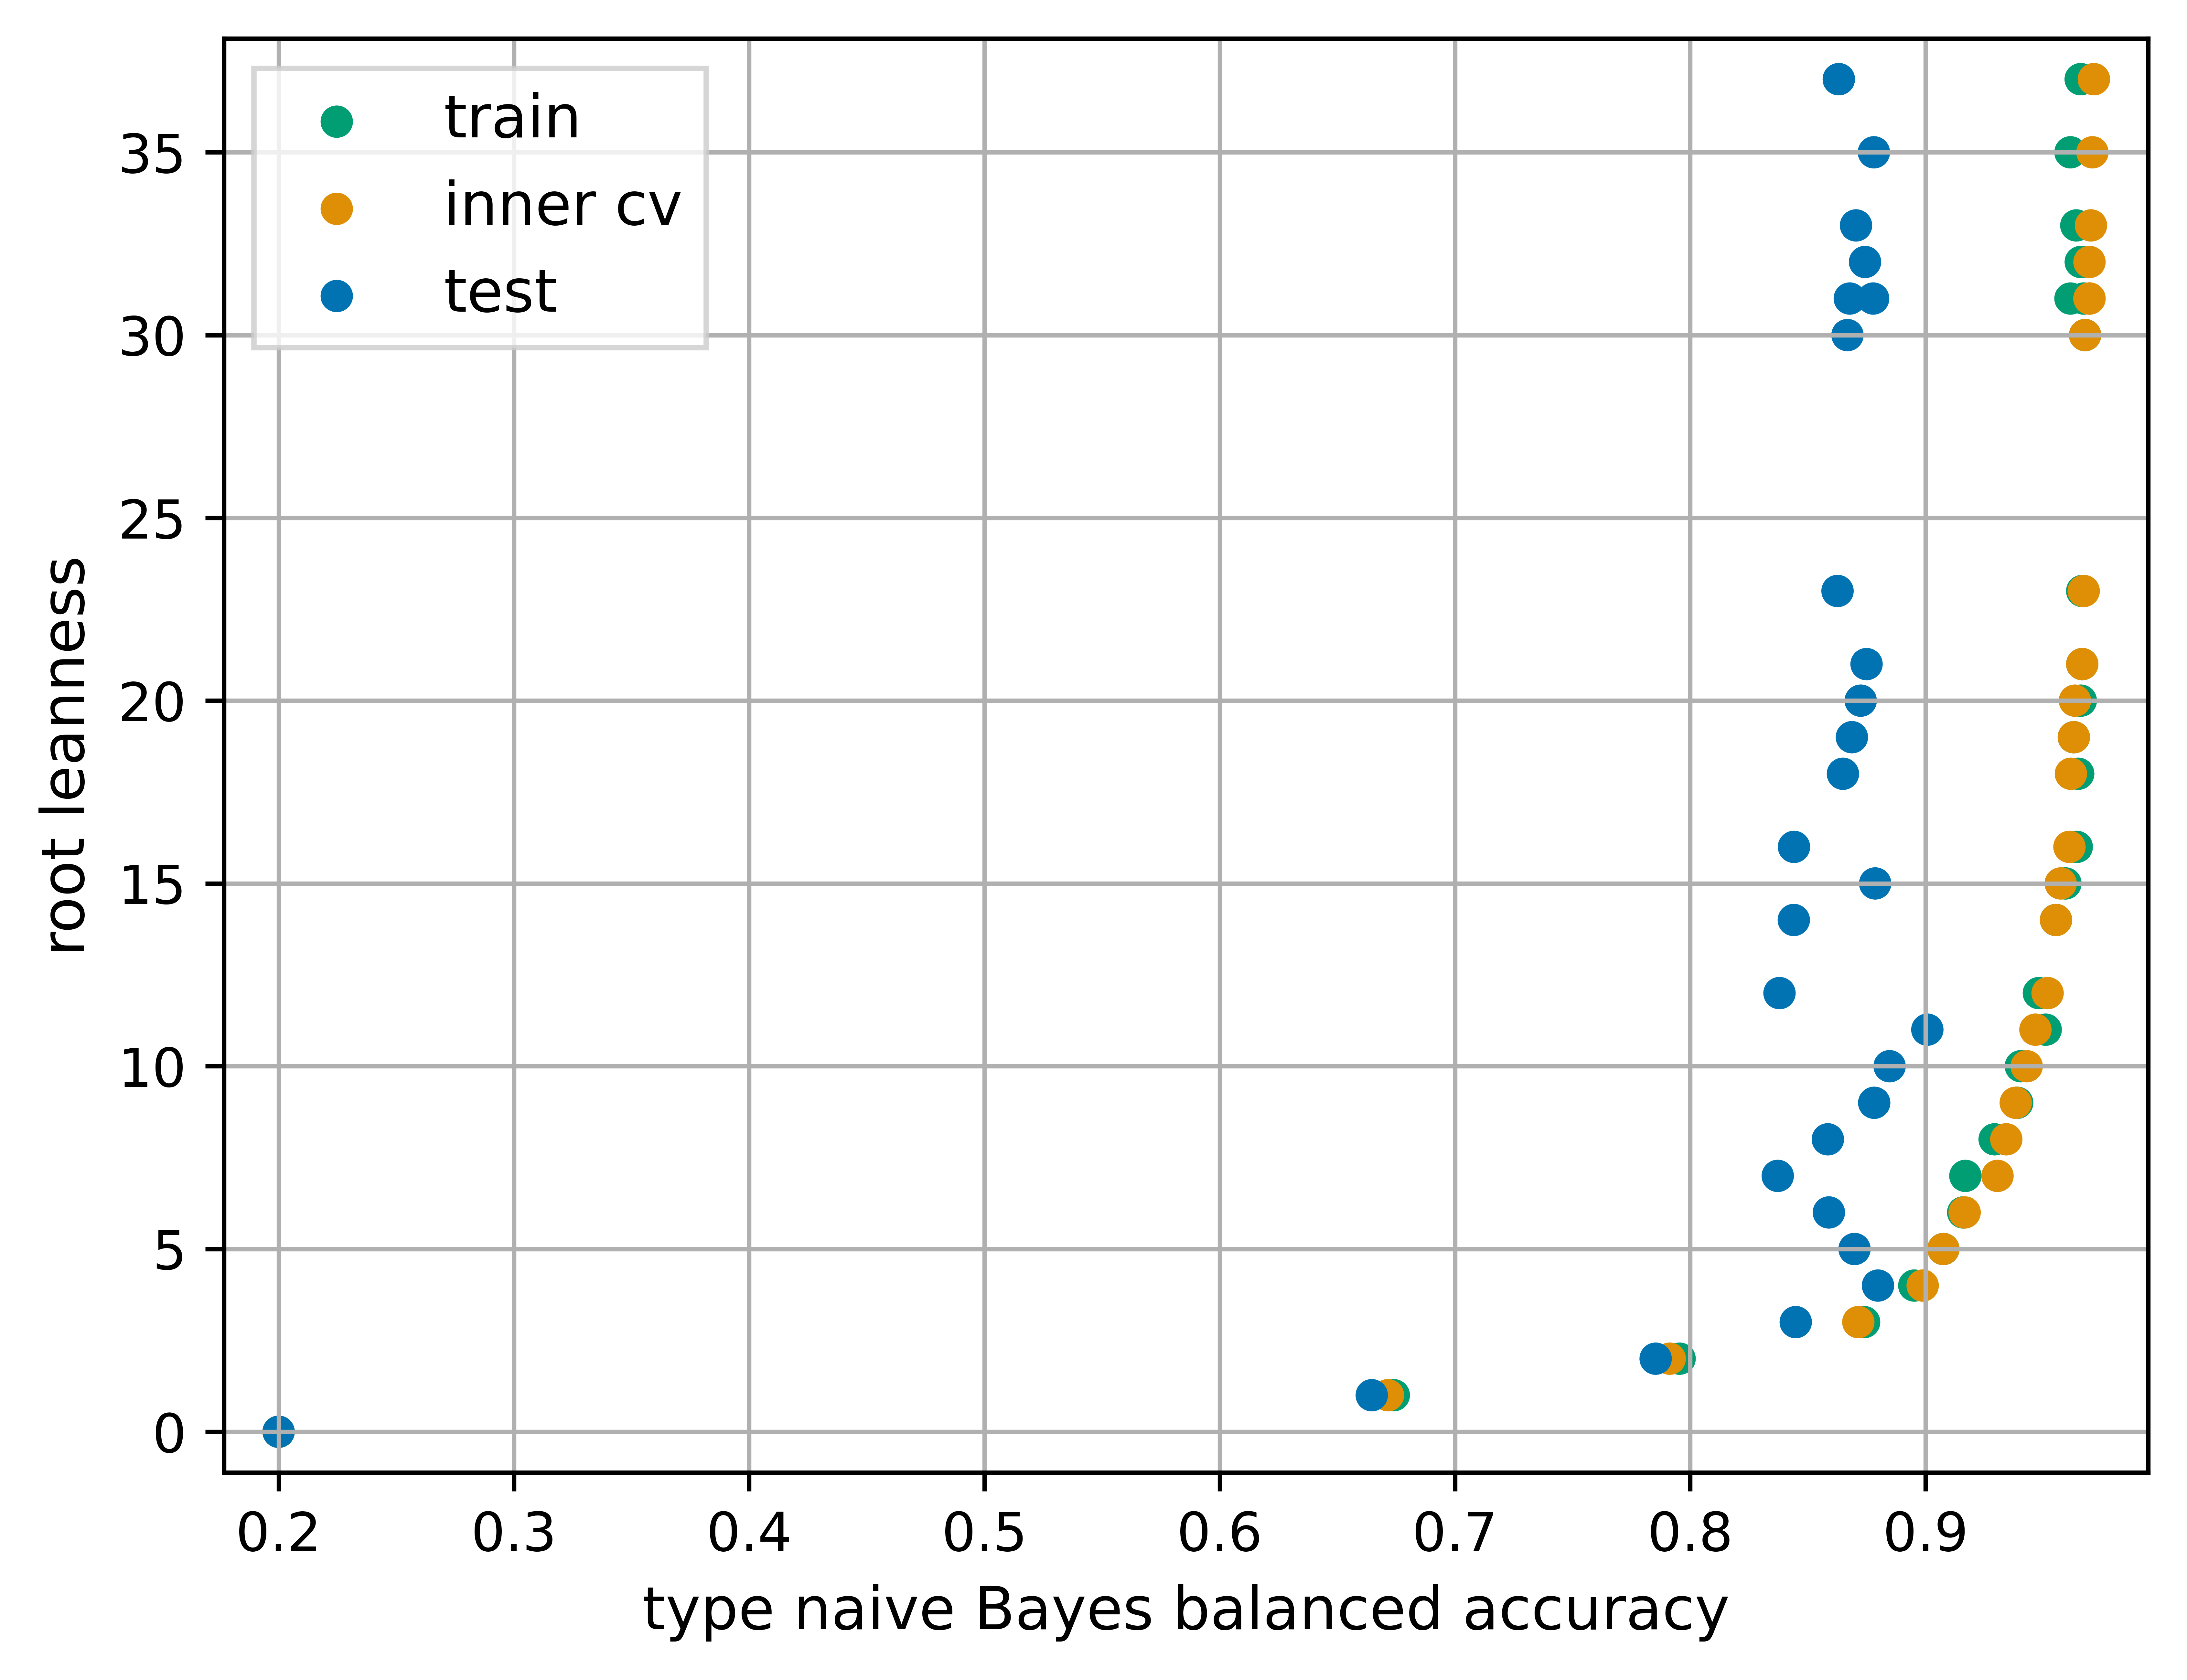 train
inner cv
test
35
30
25
20
15
10
5
0
root leanness
0.2 0.3 0.4 0.5 0.6 0.7 0.8 0.9
type naive Bayes balanced accuracy